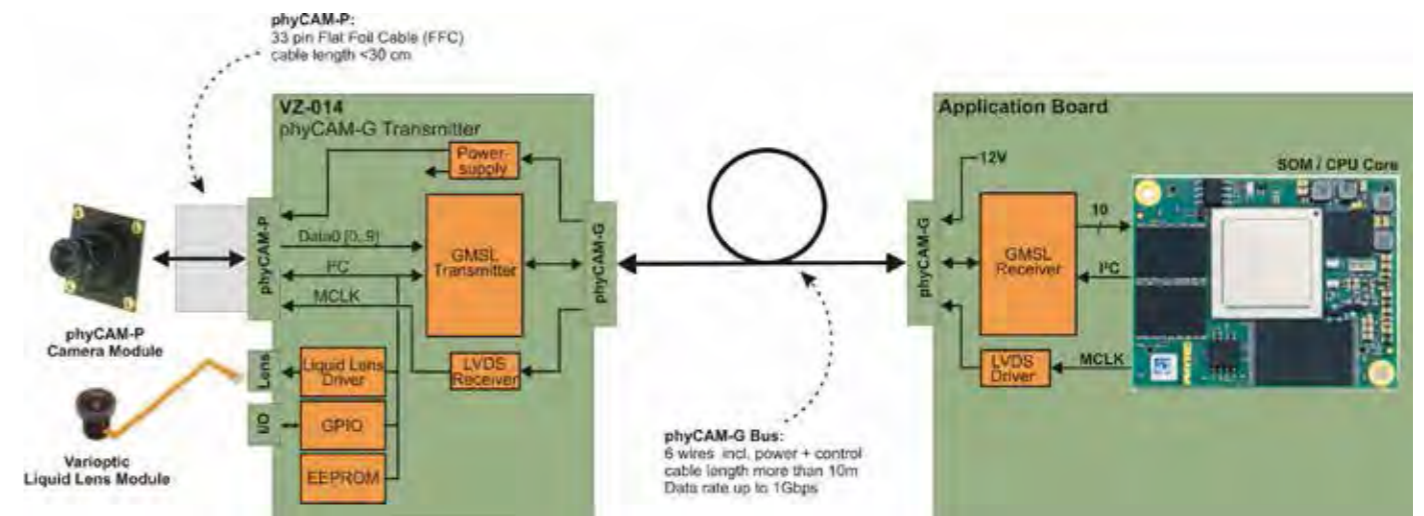 phyCAM-P:
33 pin Flat Foil Cable (FFC)
cable length <30 cm
VZ-014
phyCAM-G Transmitter
Power-
supply
phyCAM-P
Data0 [0..9]
I²C
MCLK
GMSL
Transmitter
phyCAM-G
LVDS
Receiver
Lens
Liquid Lens
Driver
I/O
GPIO
EEPROM
phyCAM-P
Camera Module
Varioptic
Liquid Lens Module
phyCAM-G Bus:
6 wires incl. power + control
cable length more than 10m
Data rate up to 1Gbps
Application Board
12V
SOM / CPU Core
phyCAM-G
GMSL
Receiver
10
I²C
LVDS
Driver
MCLK